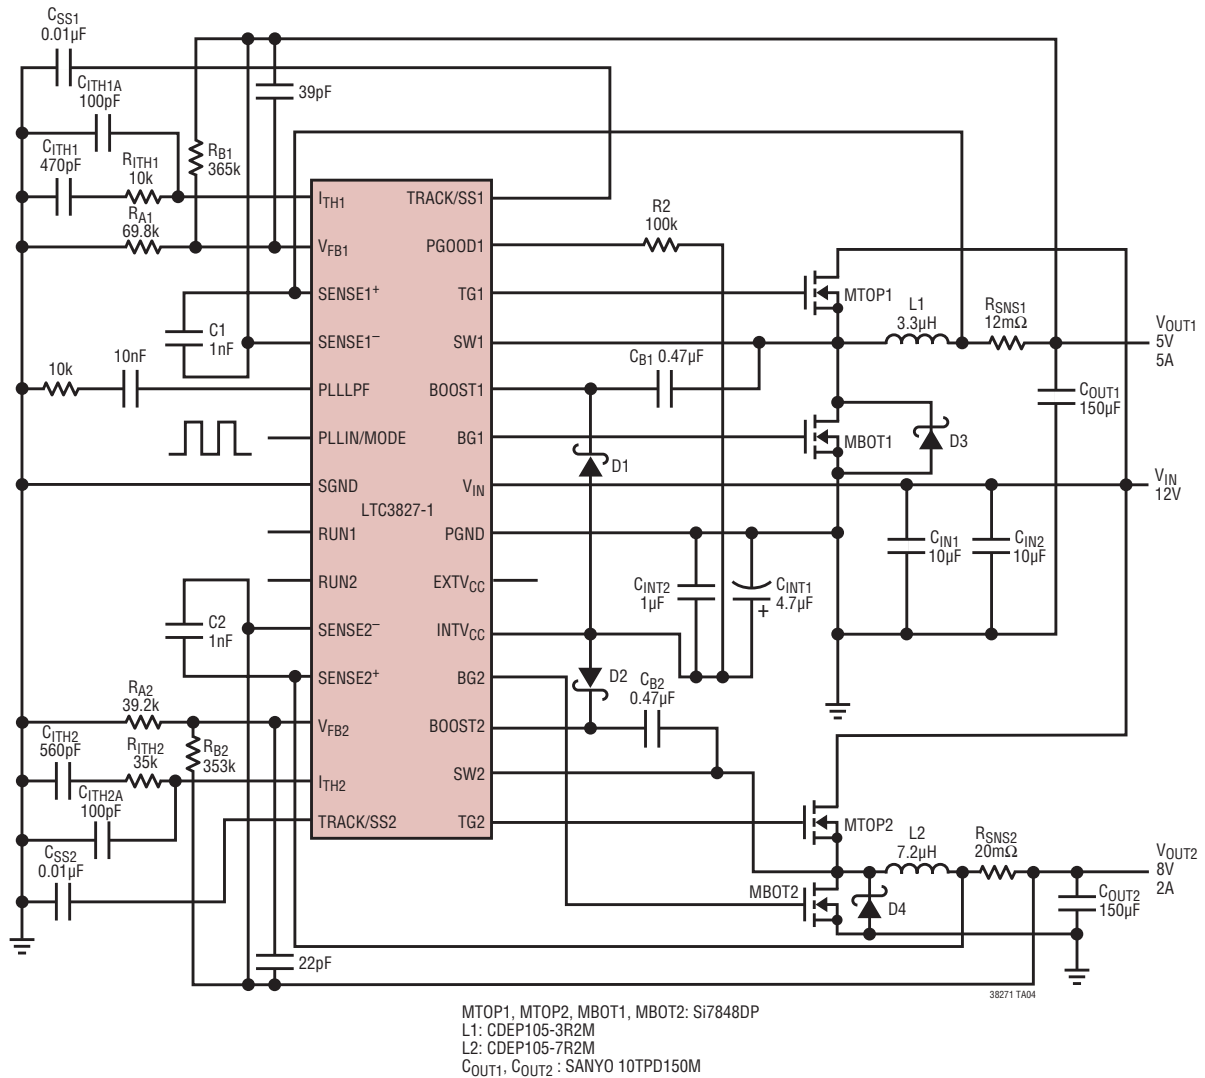 CSS1
0.01µF
CITH1A
100pF
39pF
CITH1
470pF
RITH1
10k
RB1
365k
RA1
69.8k
ITH1
TRACK/SS1
R2
100k
VFB1
PGOOD1
SENSE1+
TG1
MTOP1
C1
1nF
SENSE1–
SW1
L1
3.3µH
RSNS1
12mΩ
VOUT1
5V
5A
10k
10nF
PLLLPF
BOOST1
CB1 0.47µF
COUT1
150µF
PLLIN/MODE
BG1
MBOT1
D3
D1
SGND
VIN
VIN
12V
LTC3827-1
RUN1
PGND
CIN1
10µF
CIN2
10µF
RUN2
EXTVCC
CINT2
1µF
CINT1
4.7µF
+
C2
1nF
SENSE2–
INTVCC
SENSE2+
BG2
D2
CB2
0.47µF
RA2
39.2k
VFB2
BOOST2
CITH2
560pF
RITH2
35k
RB2
353k
ITH2
SW2
CITH2A
100pF
TRACK/SS2
TG2
MTOP2
L2
7.2µH
RSNS2
20mΩ
VOUT2
8V
2A
CSS2
0.01µF
MBOT2
D4
COUT2
150µF
22pF
38271 TA04
MTOP1, MTOP2, MBOT1, MBOT2: Si7848DP
L1: CDEP105-3R2M
L2: CDEP105-7R2M
COUT1, COUT2 : SANYO 10TPD150M